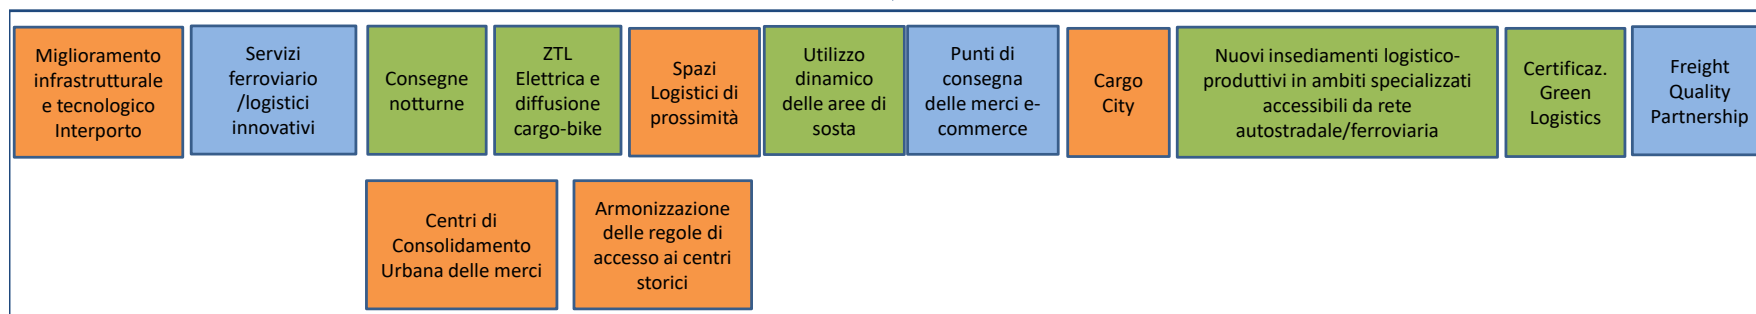 Miglioramento
infrastrutturale
e tecnologico
Interporto
Servizi
ferroviario
/logistici
innovativi
Consegne
notturne
ZTL
Elettrica e
diffusione
cargo-bike
Spazi
Logistici di
prossimità
Utilizzo
dinamico
delle aree di
sosta
Punti di
consegna
delle merci e-
commerce
Cargo
City
Nuovi insediamenti logistico-
produttivi in ambiti specializzati
accessibili da rete
autostradale/ferroviaria
Certificaz.
Green
Logistics
Freight
Quality
Partnership
Centri di
Consolidamento
Urbana delle merci
Armonizzazione
delle regole di
accesso ai centri
storici